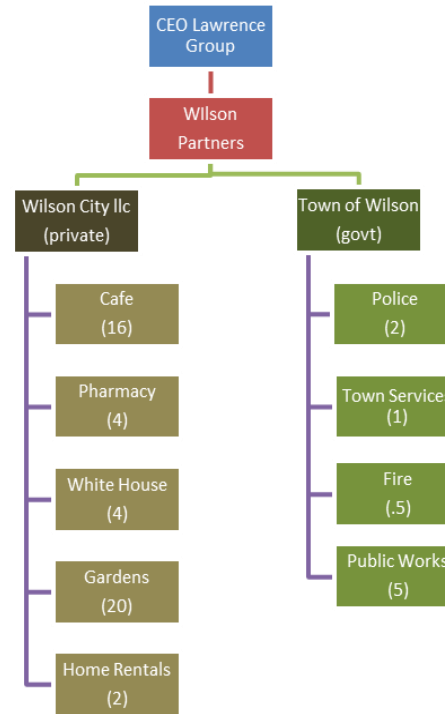 CEO Lawrence
Group
WIlson
Partners
Wilson City llc
(private)
Town of Wilson
(govt)
Cafe
(16)
Pharmacy
(4)
White House
(4)
Gardens
(20)
Home Rentals
(2)
Police
(2)
Town Services
(1)
Fire
(.5)
Public Works
(5)